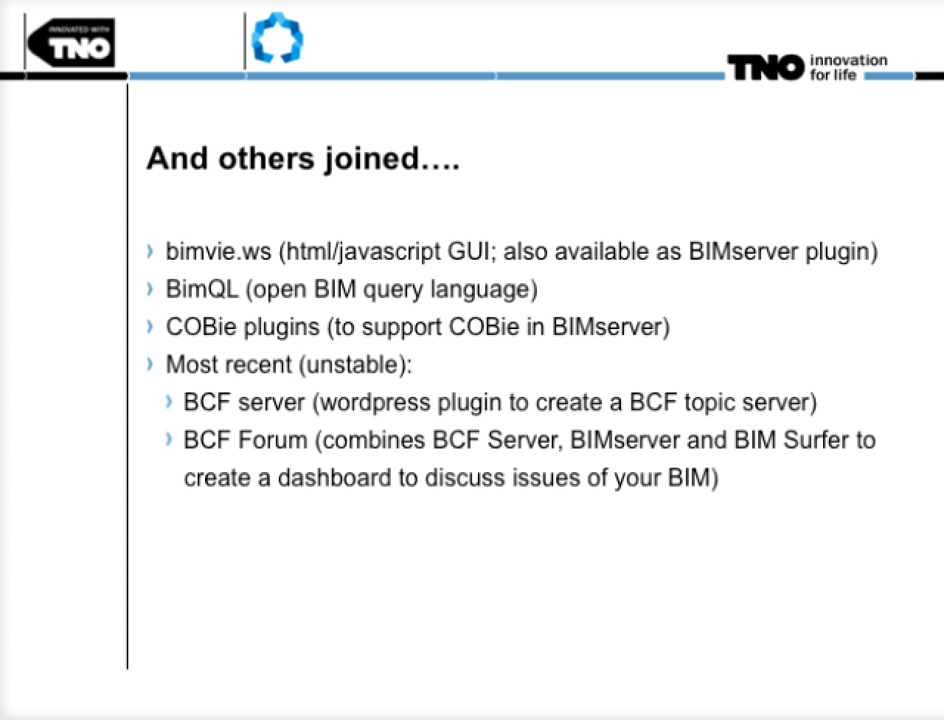 INNOVATED WITH
TNO
TNO innovation
for life
And others joined....
› bimvie.ws (html/javascript GUI; also available as BIMserver plugin)
› BimQL (open BIM query language)
› COBie plugins (to support COBie in BIMserver)
› Most recent (unstable):
› BCF server (wordpress plugin to create a BCF topic server)
› BCF Forum (combines BCF Server, BIMserver and BIM Surfer to
create a dashboard to discuss issues of your BIM)